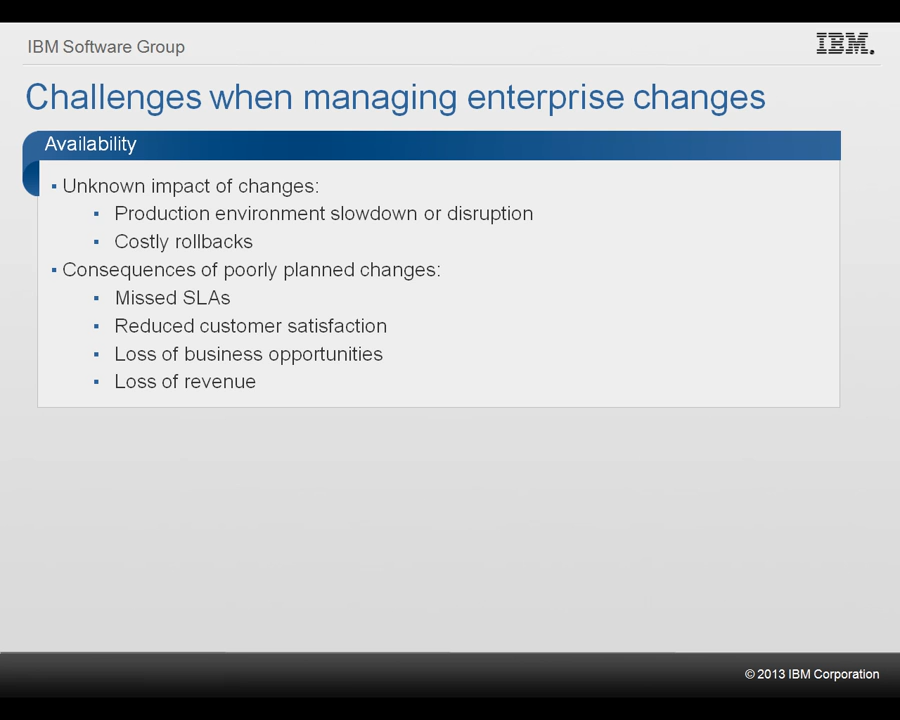 IBM Software Group
IBM.
Challenges when managing enterprise changes
Availability
▪ Unknown impact of changes:
▪ Production environment slowdown or disruption
▪ Costly rollbacks
▪ Consequences of poorly planned changes:
▪ Missed SLAs
▪ Reduced customer satisfaction
▪ Loss of business opportunities
▪ Loss of revenue
© 2013 IBM Corporation